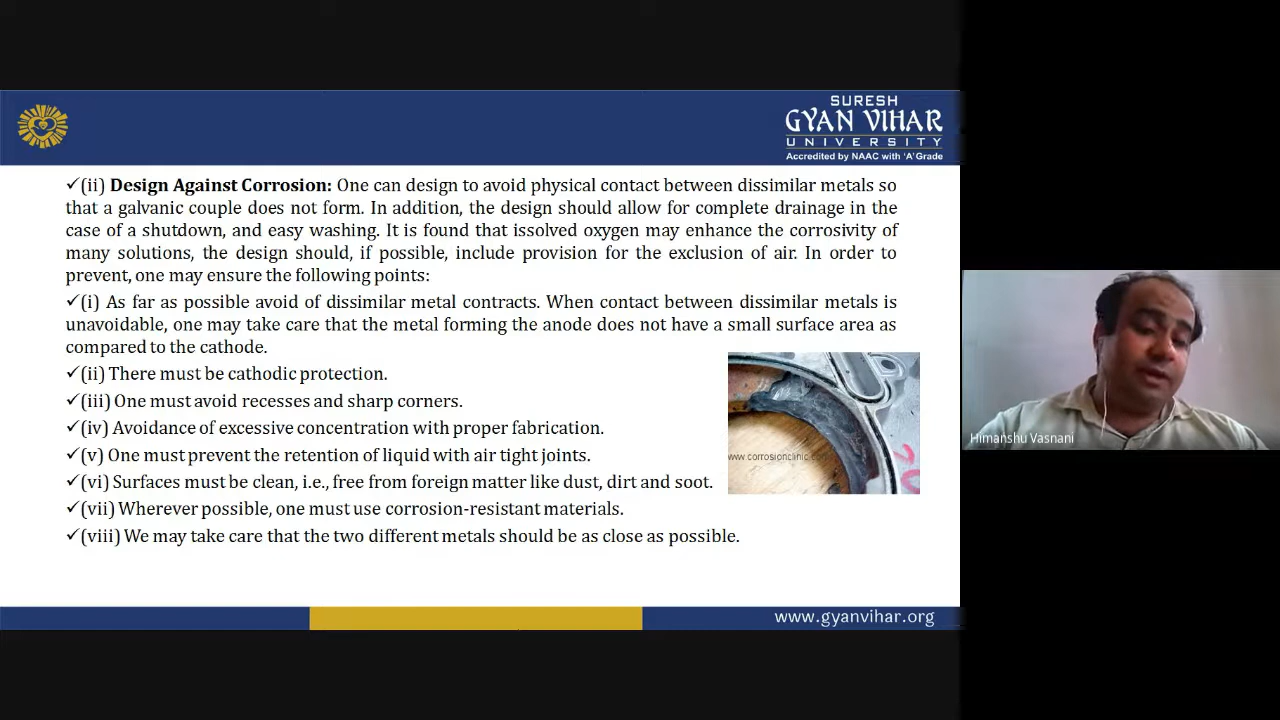 SURESH
GYAN VIHAR
UNIVERSITY
Accredited by NAAC with 'A' Grade
✓(ii) Design Against Corrosion: One can design to avoid physical contact between dissimilar metals so
that a galvanic couple does not form. In addition, the design should allow for complete drainage in the
case of a shutdown, and easy washing. It is found that issolved oxygen may enhance the corrosivity of
many solutions, the design should, if possible, include provision for the exclusion of air. In order to
prevent, one may ensure the following points:
✓(i) As far as possible avoid of dissimilar metal contracts. When contact between dissimilar metals is
unavoidable, one may take care that the metal forming the anode does not have a small surface area as
compared to the cathode.
✓(ii) There must be cathodic protection.
✓(iii) One must avoid recesses and sharp corners.
✓(iv) Avoidance of excessive concentration with proper fabrication.
✓(v) One must prevent the retention of liquid with air tight joints.
✓(vi) Surfaces must be clean, i.e., free from foreign matter like dust, dirt and soot.
✓(vii) Wherever possible, one must use corrosion-resistant materials.
✓(viii) We may take care that the two different metals should be as close as possible.
Himanshu Vasnani
www.gyanvihar.org